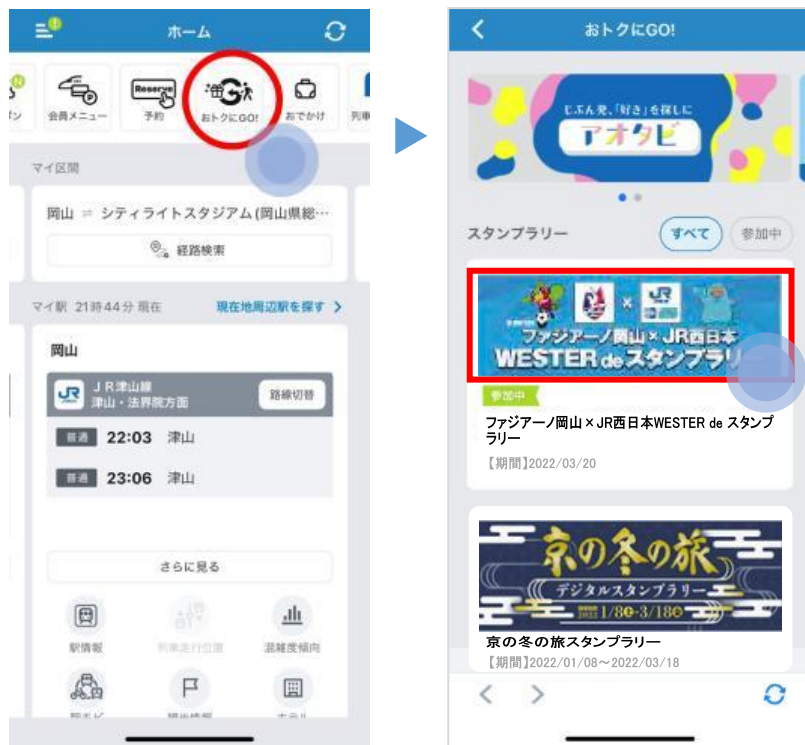 ホーム
会員メニュー
Reserve
予約
おトクにGO!
おでかけ
列車
マイ区間
岡山 ⇄ シティライトスタジアム(岡山県総…
経路検索
マイ駅 21時44分 現在
現在地周辺駅を探す
岡山
JR
JR津山線
津山・法界院方面
路線切替
普通 22:03 津山
普通 23:06 津山
さらに見る
駅情報
列車走行位置
混雑度傾向
おトクにGO!
じぶん発、「好き」を探しに
アオタビ
スタンプラリー
すべて
参加中
JR
ファジアーノ岡山×JR西日本
WESTER de スタンプラリー
参加中
ファジアーノ岡山×JR西日本WESTER de スタンプ
ラリー
【期間】2022/03/20
京の冬の旅
デジタルスタンプラリー
1/8-3/18
京の冬の旅スタンプラリー
【期間】2022/01/08～2022/03/18